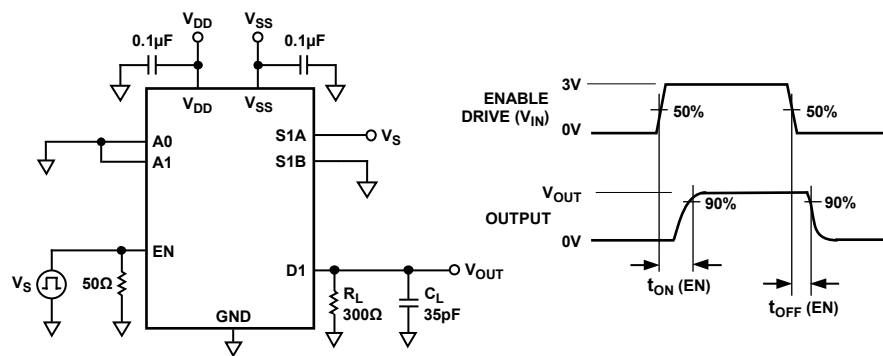 VDD
VSS
0.1µF
0.1µF
VDD
VSS
A0
A1
S1A
VS
S1B
EN
VS
50Ω
D1
VOUT
RL
300Ω
CL
35pF
GND
ENABLE
DRIVE (VIN)
3V
0V
50%
50%
OUTPUT
VOUT
0V
90%
90%
tON (EN)
tOFF (EN)